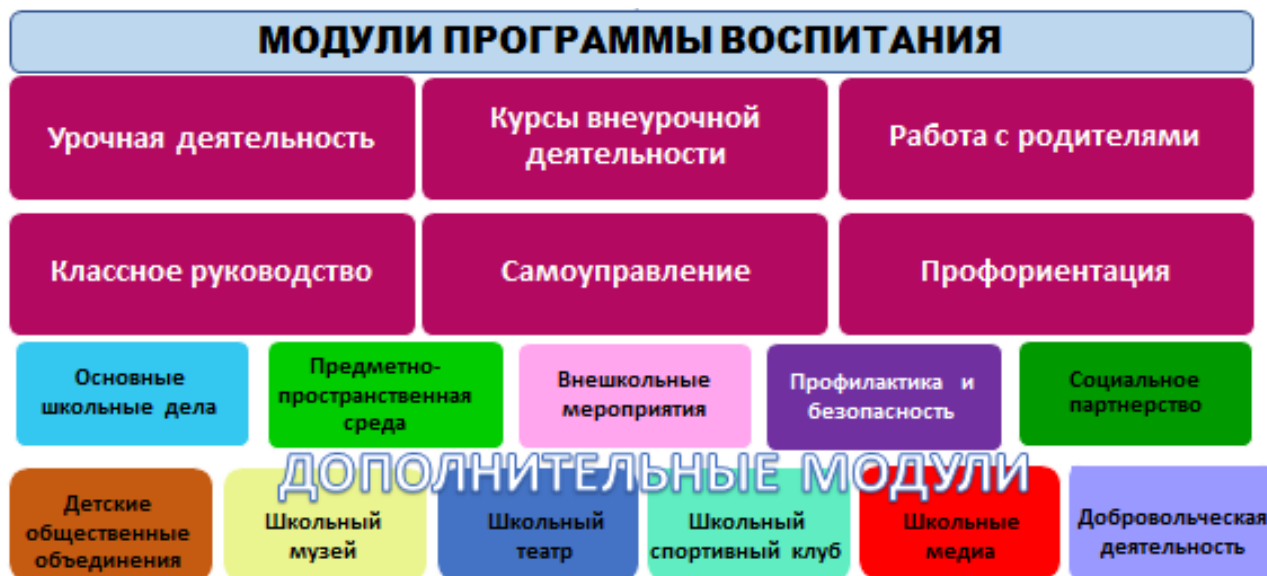 МОДУЛИ ПРОГРАММЫ ВОСПИТАНИЯ
Урочная деятельность
Курсы внеурочной
деятельности
Работа с родителями
Классное руководство
Самоуправление
Профориентация
Основные
школьные дела
Предметно-
пространственная
среда
Внешкольные
мероприятия
Профилактика и
безопасность
Социальное
партнерство
ДОПОЛНИТЕЛЬНЫЕ МОДУЛИ
Детские
общественные
объединения
Школьный
музей
Школьный
театр
Школьный
спортивный клуб
Школьные
медиа
Добровольческая
деятельность